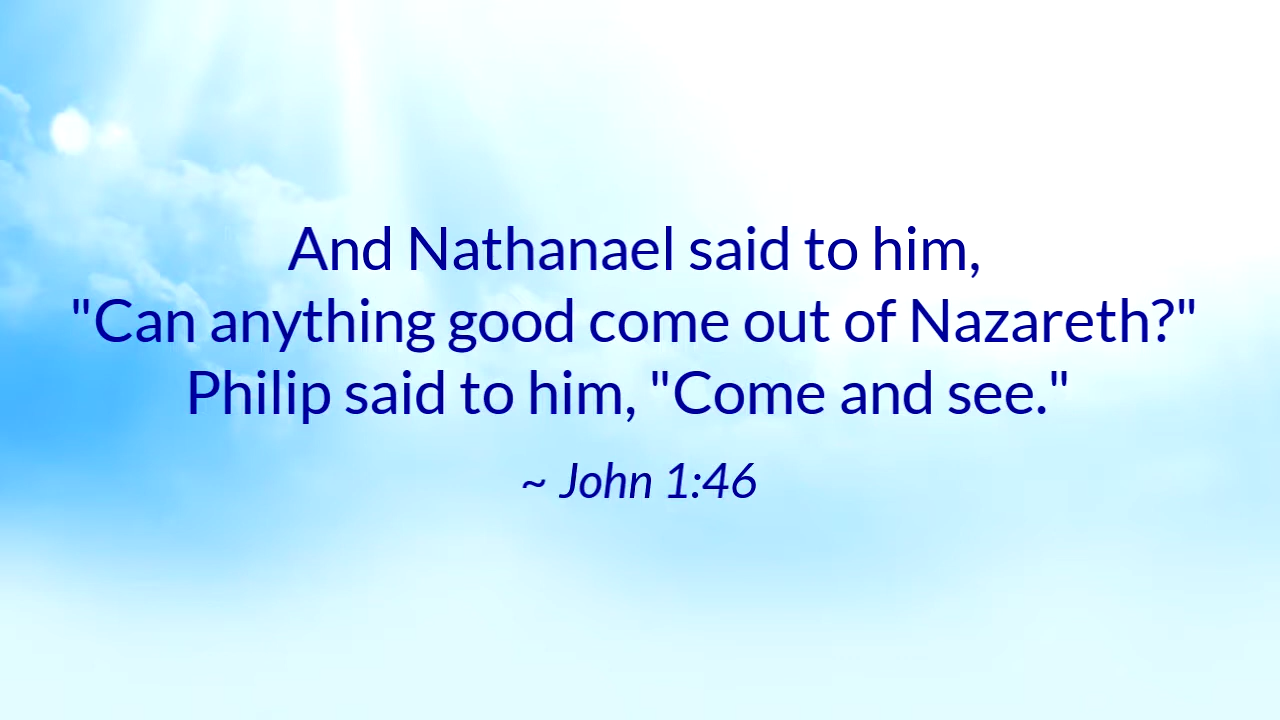 And Nathanael said to him,
"Can anything good come out of Nazareth?"
Philip said to him, "Come and see."
~ John 1:46